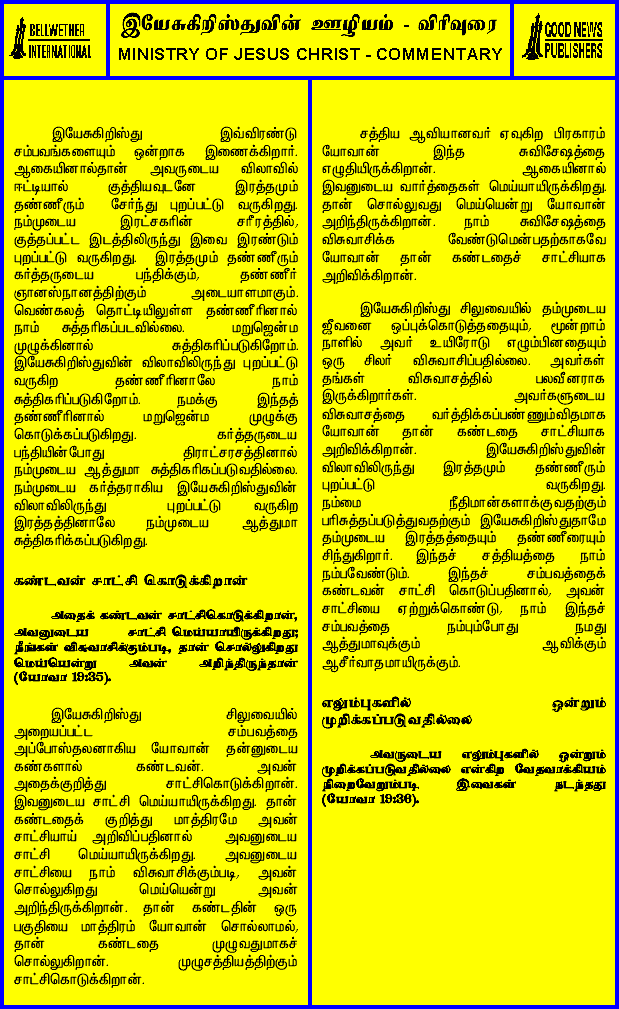 BELLWETHER
INTERNATIONAL
இயேசுகிறிஸ்துவின் ஊழியம் - விரிவுரை
MINISTRY OF JESUS CHRIST - COMMENTARY
GOOD NEWS
PUBLISHERS
இயேசுகிறிஸ்து இவ்விரண்டு
சம்பவங்களையும் ஒன்றாக இணைக்கிறார்.
ஆகையினால்தான் அவருடைய விலாவில்
ஈட்டியால் குத்தியவுடனே இரத்தமும்
தண்ணீரும் சேர்ந்து புறப்பட்டு வருகிறது.
நம்முடைய இரட்சகரின் சரீரத்தில்,
குத்தப்பட்ட இடத்திலிருந்து இவை இரண்டும்
புறப்பட்டு வருகிறது. இரத்தமும் தண்ணீரும்
கர்த்தருடைய பந்திக்கும், தண்ணீர்
ஞானஸ்நானத்திற்கும் அடையாளமாகும்.
வெண்கலத் தொட்டியிலுள்ள தண்ணீரினால்
நாம் சுத்தரிகப்படவில்லை. மறுஜென்ம
முழுக்கினால் சுத்திகரிப்படுகிறோம்.
இயேசுகிறிஸ்துவின் விலாவிலிருந்து புறப்பட்டு
வருகிற தண்ணீரினாலே நாம்
சுத்திகரிப்படுகிறோம். நமக்கு இந்தத்
தண்ணீரினால் மறுஜென்ம முழுக்கு
கொடுக்கப்படுகிறது. கர்த்தருடைய
பந்தியின்போது திராட்சரசத்தினால்
நம்முடைய ஆத்துமா சுத்திகரிக்கப்படுவதில்லை.
நம்முடைய கர்த்தராகிய இயேசுகிறிஸ்துவின்
விலாவிலிருந்து புறப்பட்டு வருகிற
இரத்தத்தினாலே நம்முடைய ஆத்துமா
சுத்திகரிக்கப்படுகிறது.
கண்டவன் சாட்சி கொடுக்கிறான்
அதைக் கண்டவன் சாட்சிகொடுக்கிறான்,
அவனுடைய சாட்சி மெய்யாயிருக்கிறது;
நீங்கள் விசுவாசிக்கும்படி, தான் சொல்லுகிறது
மெய்யென்று அவன் அறிந்திருந்தான்
(யோவா 19:35).
இயேசுகிறிஸ்து சிலுவையில்
அறையப்பட்ட சம்பவத்தை
அப்போஸ்தலனாகிய யோவான் தன்னுடைய
கண்களால் கண்டவன். அவன்
அதைக்குறித்து சாட்சிகொடுக்கிறான்.
இவனுடைய சாட்சி மெய்யாயிருக்கிறது. தான்
கண்டதைக் குறித்து மாத்திரமே அவன்
சாட்சியாய் அறிவிப்பதினால் அவனுடைய
சாட்சி மெய்யாயிருக்கிறது. அவனுடைய
சாட்சியை நாம் விசுவாசிக்கும்படி, அவன்
சொல்லுகிறது மெய்யென்று அவன்
அறிந்திருக்கிறான். தான் கண்டதின் ஒரு
பகுதியை மாத்திரம் யோவான் சொல்லாமல்,
தான் கண்டதை முழுவதுமாகச்
சொல்லுகிறான். முழுசத்தியத்திற்கும்
சாட்சிகொடுக்கிறான்.
சத்திய ஆவியானவர் ஏவுகிற பிரகாரம்
யோவான் இந்த சுவிசேஷத்தை
எழுதியிருக்கிறான். ஆகையினால்
இவனுடைய வார்த்தைகள் மெய்யாயிருக்கிறது.
தான் சொல்லுவது மெய்யென்று யோவான்
அறிந்திருக்கிறான். நாம் சுவிசேஷத்தை
விசுவாசிக்க வேண்டுமென்பதற்காகவே
யோவான் தான் கண்டதைச் சாட்சியாக
அறிவிக்கிறான்.
இயேசுகிறிஸ்து சிலுவையில் தம்முடைய
ஜீவனை ஒப்புக்கொடுத்ததையும், மூன்றாம்
நாளில் அவர் உயிரோடு எழும்பினதையும்
ஒரு சிலர் விசுவாசிப்பதில்லை. அவர்கள்
தங்கள் விசுவாசத்தில் பலவீனராக
இருக்கிறார்கள். அவர்களுடைய
விசுவாசத்தை வர்த்திக்கப்பண்ணும்விதமாக
யோவான் தான் கண்டதை சாட்சியாக
அறிவிக்கிறான். இயேசுகிறிஸ்துவின்
விலாவிலிருந்து இரத்தமும் தண்ணீரும்
புறப்பட்டு வருகிறது.
நம்மை நீதிமான்களாக்குவதற்கும்
பரிசுத்தப்படுத்துவதற்கும் இயேசுகிறிஸ்துதாமே
தம்முடைய இரத்தத்தையும் தண்ணீரையும்
சிந்துகிறார். இந்தச் சத்தியத்தை நாம்
நம்பவேண்டும். இந்தச் சம்பவத்தைக்
கண்டவன் சாட்சி கொடுப்பதினால், அவன்
சாட்சியை ஏற்றுக்கொண்டு, நாம் இந்தச்
சம்பவத்தை நம்பும்போது நமது
ஆத்துமாவுக்கும் ஆவிக்கும்
ஆசீர்வாதமாயிருக்கும்.
எலும்புகளில் ஒன்றும்
முறிக்கப்படுவதில்லை
அவருடைய எலும்புகளில் ஒன்றும்
முறிக்கப்படுவதில்லை என்கிற வேதவாக்கியம்
நிறைவேறும்படி இவைகள் நடந்தது
(யோவா 19:36).